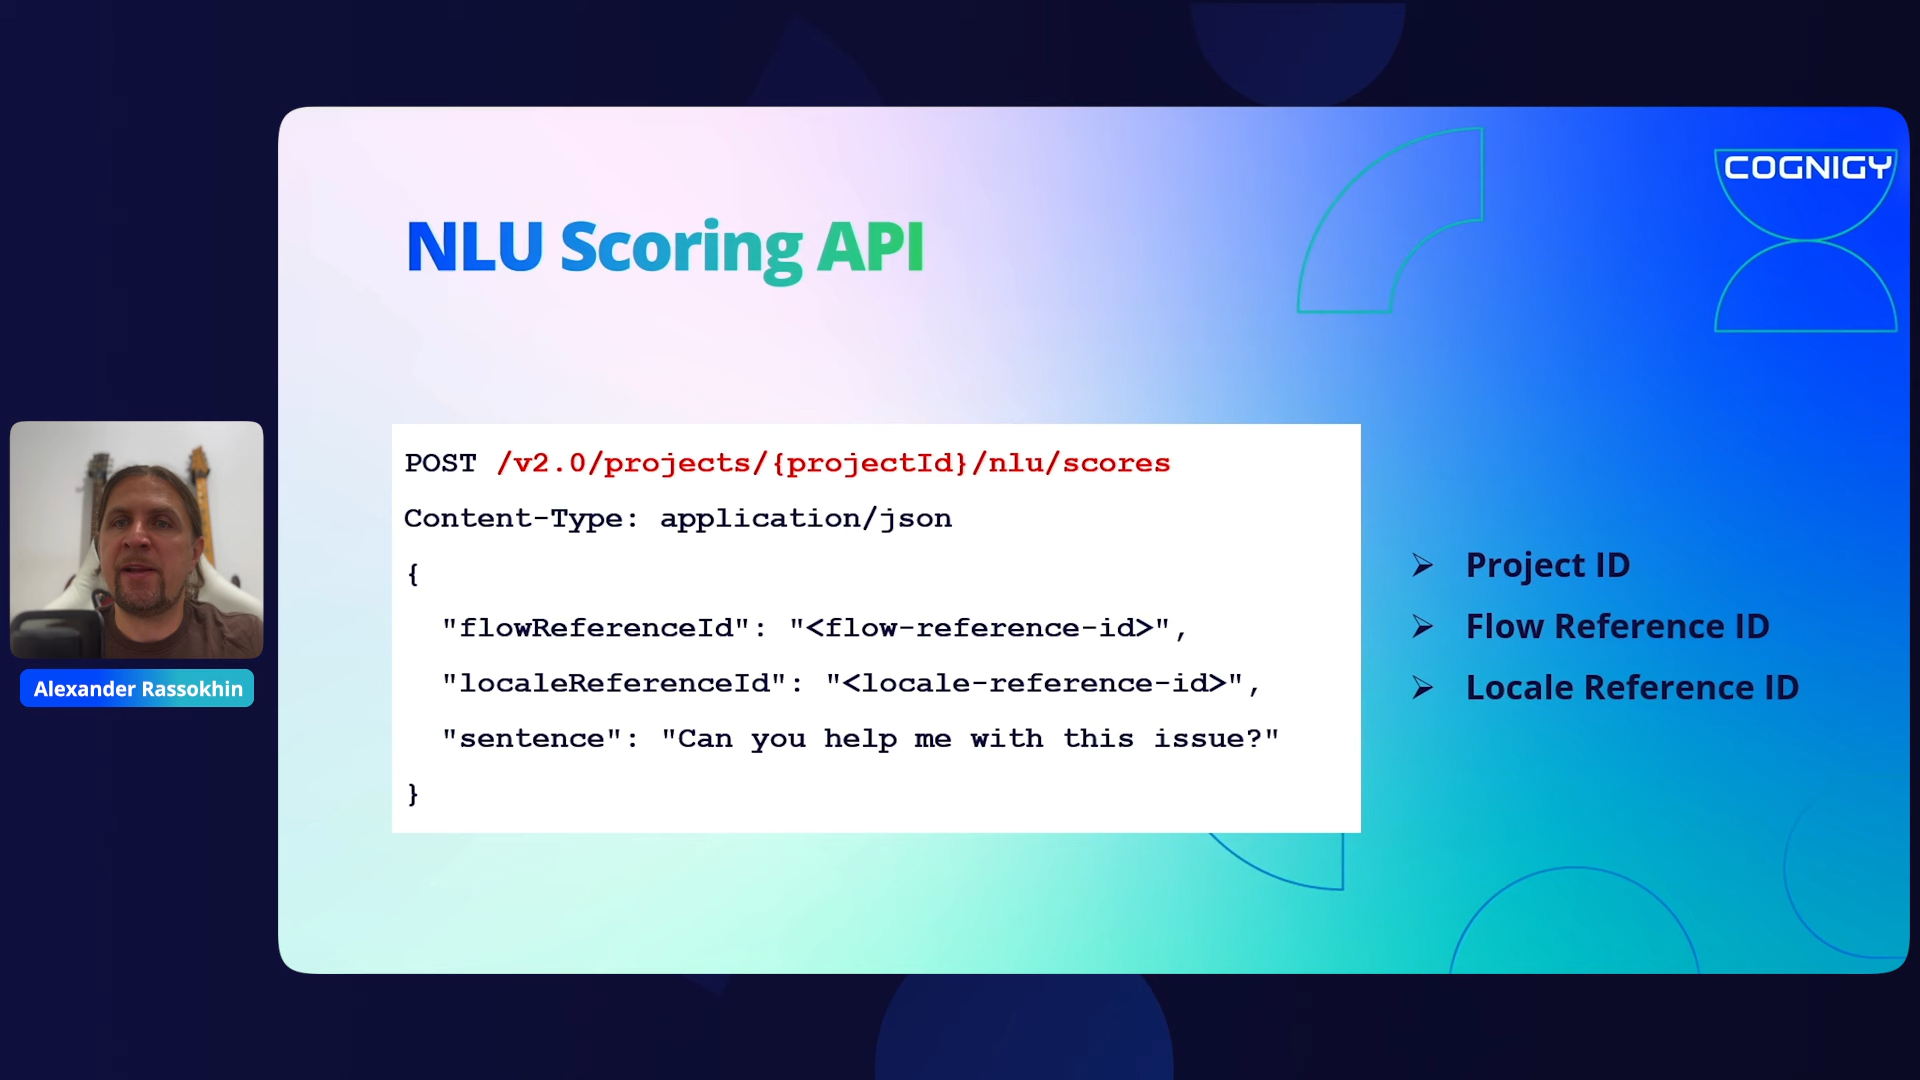 COGNIGY
NLU Scoring API
POST /v2.0/projects/{projectId}/nlu/scores
Content-Type: application/json
{
"flowReferenceId": "<flow-reference-id>",
"localeReferenceId": "<locale-reference-id>",
"sentence": "Can you help me with this issue?"
}
➢ Project ID
➢ Flow Reference ID
➢ Locale Reference ID
Alexander Rassokhin